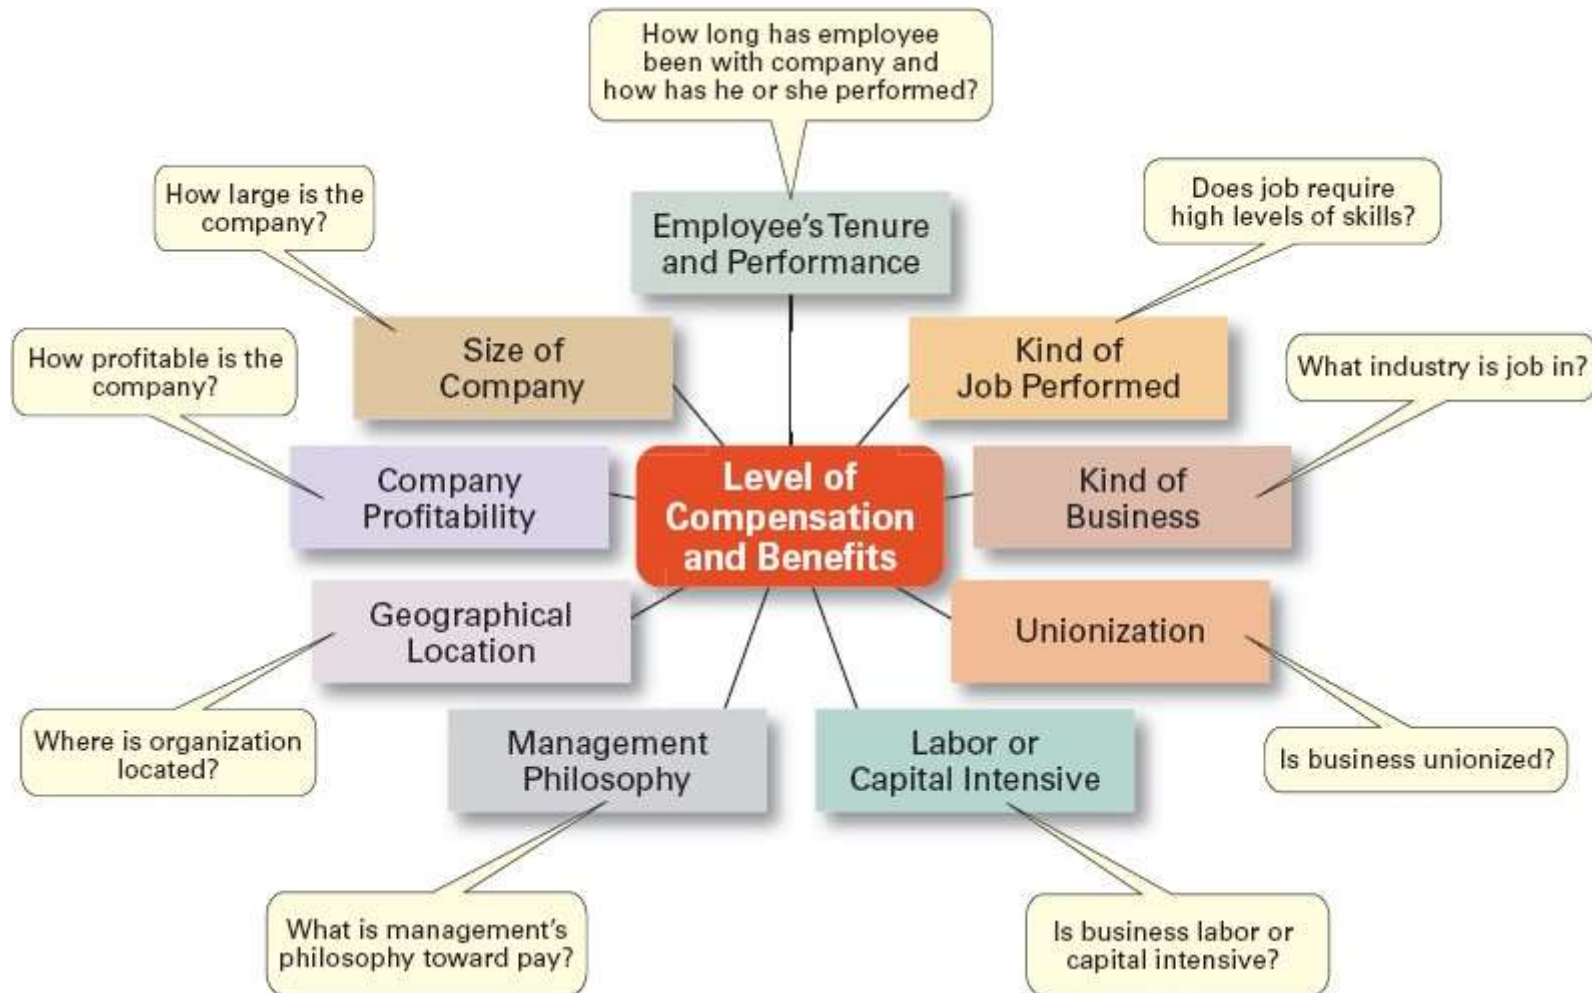 How long has employee
been with company and
how has he or she performed?
How large is the
company?
Does job require
high levels of skills?
Employee's Tenure
and Performance
How profitable is the
company?
Size of
Company
Kind of
Job Performed
What industry is job in?
Company
Profitability
Level of
Compensation
and Benefits
Kind of
Business
Geographical
Location
Unionization
Where is organization
located?
Management
Philosophy
Labor or
Capital Intensive
Is business unionized?
What is management's
philosophy toward pay?
Is business labor or
capital intensive?